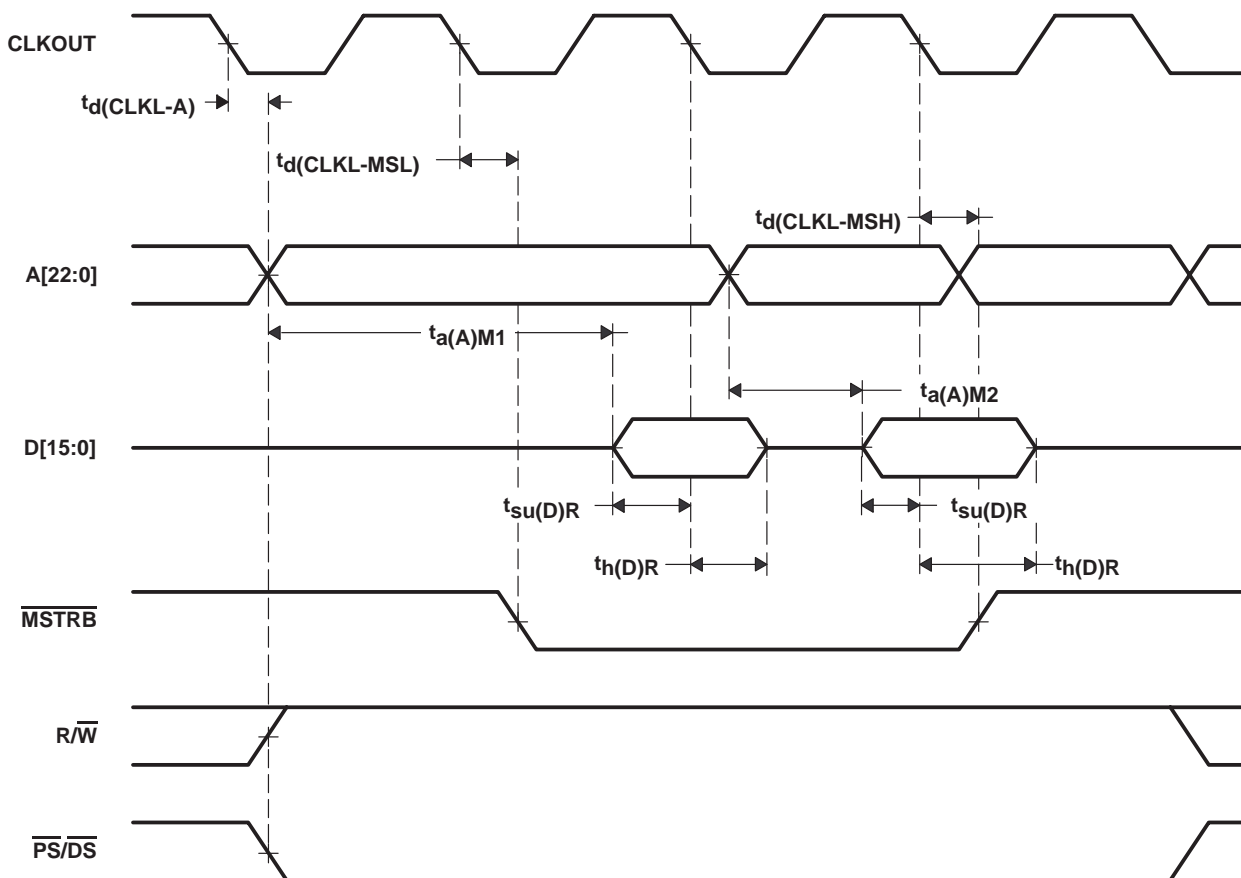 CLKOUT
td(CLKL-A)
td(CLKL-MSL)
td(CLKL-MSH)
A[22:0]
ta(A)M1
ta(A)M2
D[15:0]
tsu(D)R
tsu(D)R
th(D)R
th(D)R
MSTRB
R/W
PS/DS